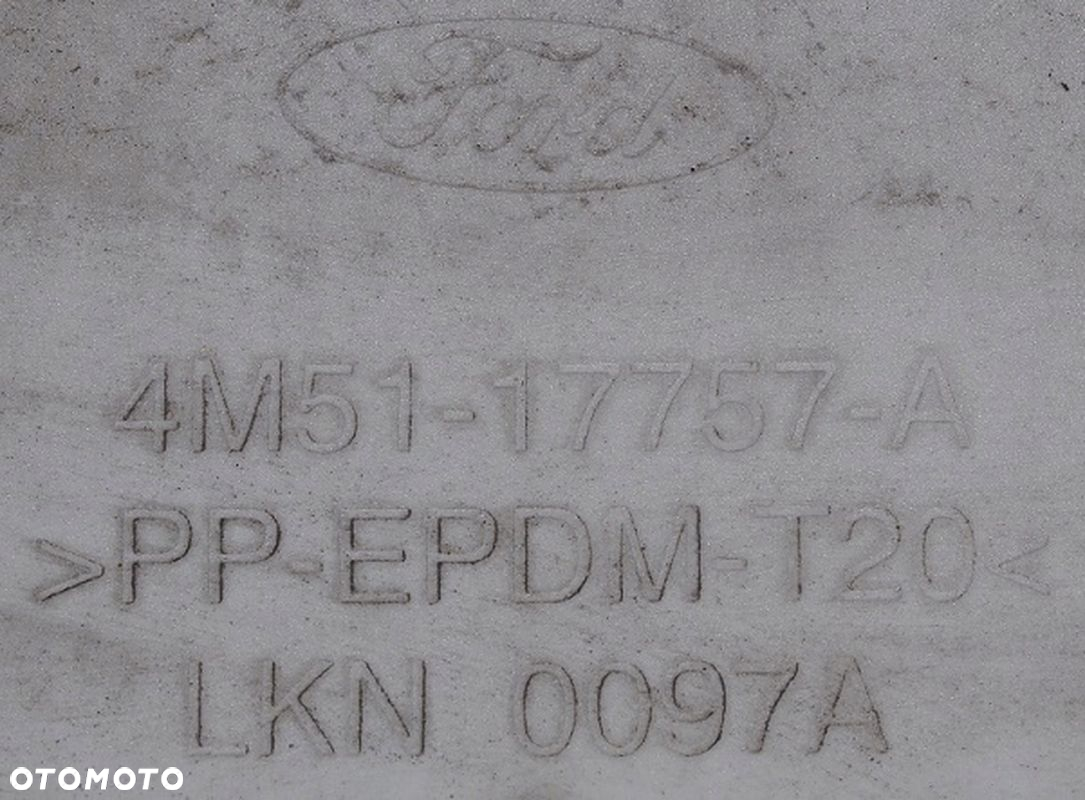 Ford
4M51-17757-A
>PP-EPDM-T20<
LKN 0097A
OTOMOTO